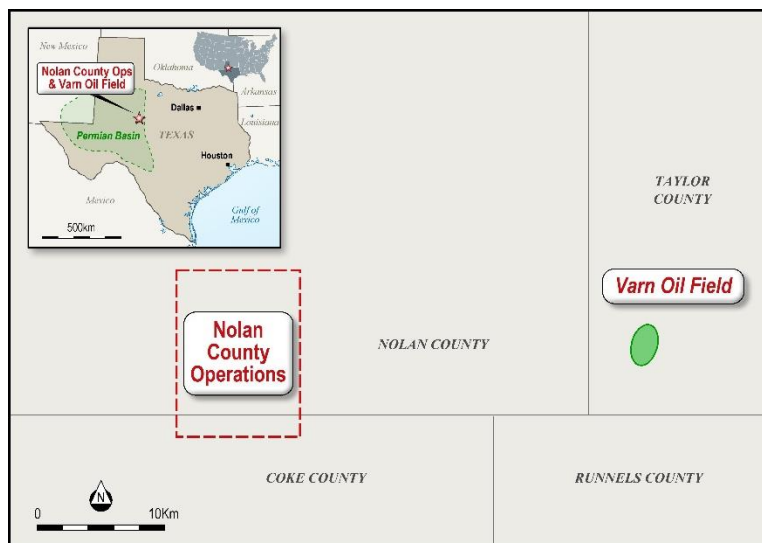 New Mexico
Oklahoma
Arkansas
Louisiana
Nolan County Ops
& Varn Oil Field
Dallas
Permian Basin
TEXAS
Houston
Mexico
Gulf of
Mexico
500km
TAYLOR
COUNTY
Varn Oil Field
Nolan
County
Operations
NOLAN COUNTY
COKE COUNTY
RUNNELS COUNTY
N
0
10Km